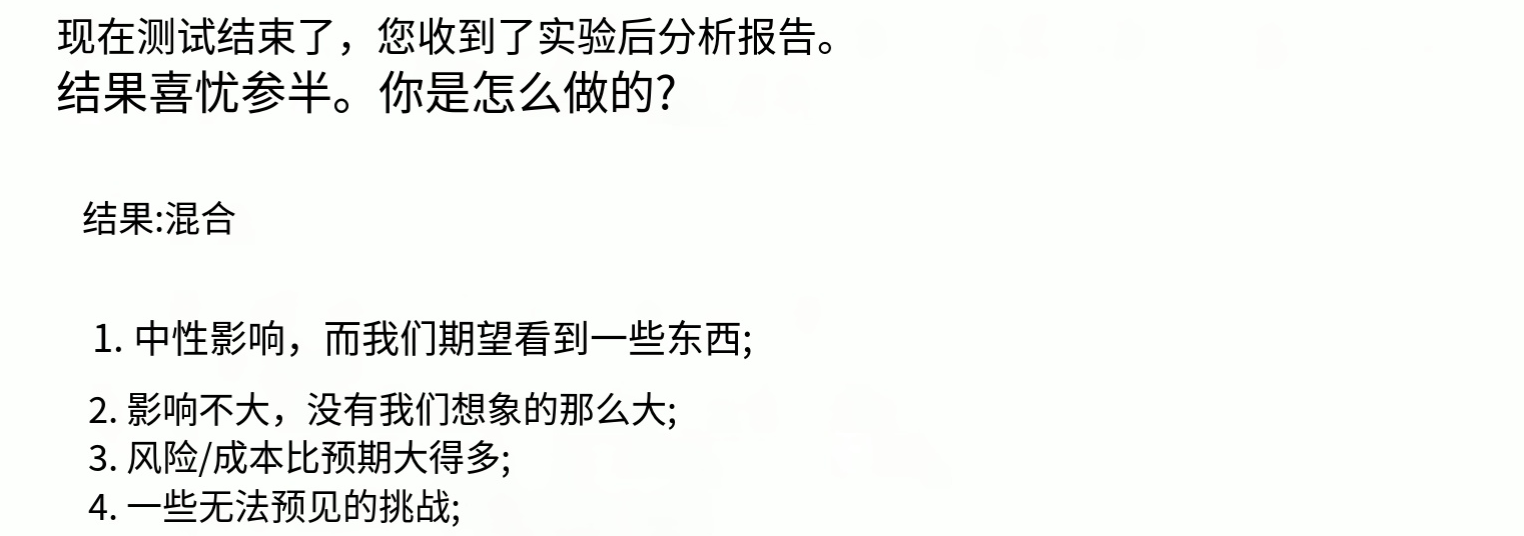 现在测试结束了，您收到了实验后分析报告。
结果喜忧参半。你是怎么做的?
结果:混合
1. 中性影响，而我们期望看到一些东西;
2. 影响不大，没有我们想象的那么大;
3. 风险/成本比预期大得多;
4. 一些无法预见的挑战;